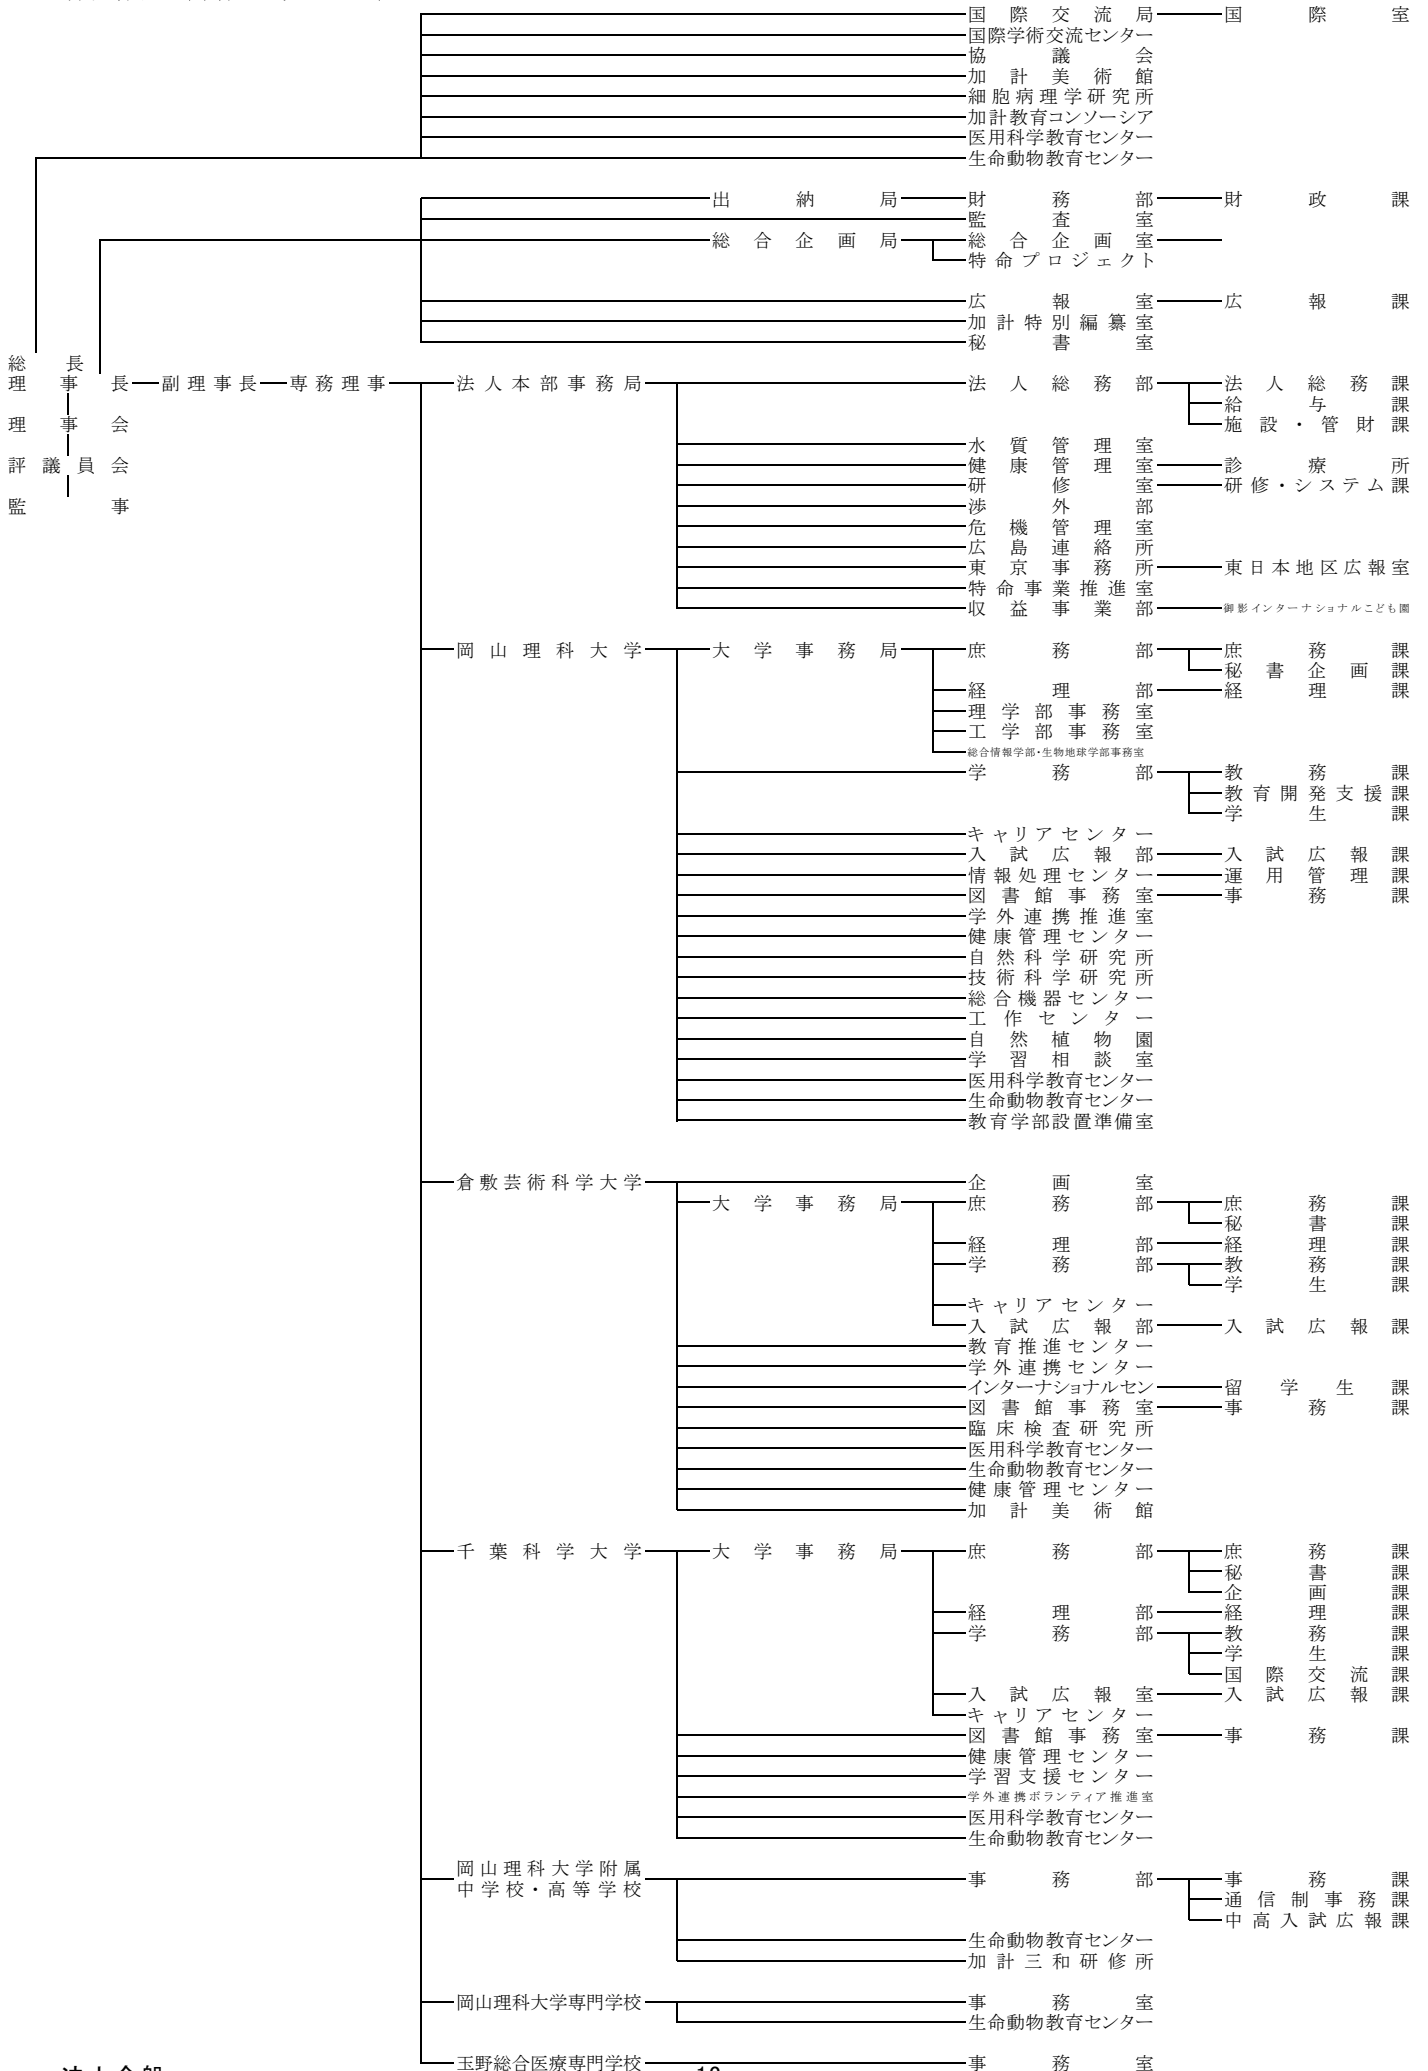 国際交流局 国際室
国際学術交流センター
協議会
加計美術館
細胞病理学研究所
加計教育コンソーシア
医用科学教育センター
生命動物教育センター
出納局 財務部 財政課
監査室
総合企画局 総合企画室
特命プロジェクト
広報室 広報課
加計特別編纂室
秘書室
総長
理事長 副理事長 専務理事 法人本部事務局 法人総務部 法人総務課
給与課
理事会 施設・管財課
水質管理室
評議員会 健康管理室 診療所
研修室 研修・システム課
監事 渉外部
危機管理室
広島連絡所
東京事務所 東日本地区広報室
特命事業推進室
収益事業部 御影インターナショナルこども園
岡山理科大学 大学事務局 庶務部 庶務課
秘書企画課
経理部 経理課
理学部事務室
工学部事務室
総合情報学部・生物地球学部事務室
学務部 教務課
教育開発支援課
学生課
キャリアセンター
入試広報部 入試広報課
情報処理センター 運用管理課
図書館事務室 事務課
学外連携推進室
健康管理センター
自然科学研究所
技術科学研究所
総合機器センター
工作センター
自然植物園
学習相談室
医用科学教育センター
生命動物教育センター
教育学部設置準備室
倉敷芸術科学大学 企画室
大学事務局 庶務部 庶務課
秘書課
経理部 経理課
学務部 教務課
学生課
キャリアセンター
入試広報部 入試広報課
教育推進センター
学外連携センター
インターナショナルセン 留学生課
図書館事務室 事務課
臨床検査研究所
医用科学教育センター
生命動物教育センター
健康管理センター
加計美術館
千葉科学大学 大学事務局 庶務部 庶務課
秘書課
企画課
経理部 経理課
学務部 教務課
学生課
国際交流課
入試広報室 入試広報課
キャリアセンター
図書館事務室 事務課
健康管理センター
学習支援センター
学外連携ボランティア推進室
医用科学教育センター
生命動物教育センター
岡山理科大学附属
中学校・高等学校 事務部 事務課
通信制事務課
中高入試広報課
生命動物教育センター
加計三和研修所
岡山理科大学専門学校 事務室
生命動物教育センター
玉野総合医療専門学校 事務室